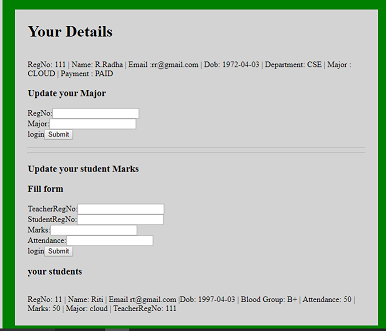 Your Details
RegNo: 111 | Name: R.Radha | Email :rr@gmail.com | Dob: 1972-04-03 | Department: CSE | Major :
CLOUD | Payment : PAID
Update your Major
RegNo:
Major:
login Submit
Update your student Marks
Fill form
TeacherRegNo:
StudentRegNo:
Marks:
Attendance:
login Submit
your students
RegNo: 11 | Name: Riti | Email rt@gmail.com |Dob: 1997-04-03 | Blood Group: B+ | Attendance: 50 |
Marks: 50 | Major: cloud | TeacherRegNo: 111